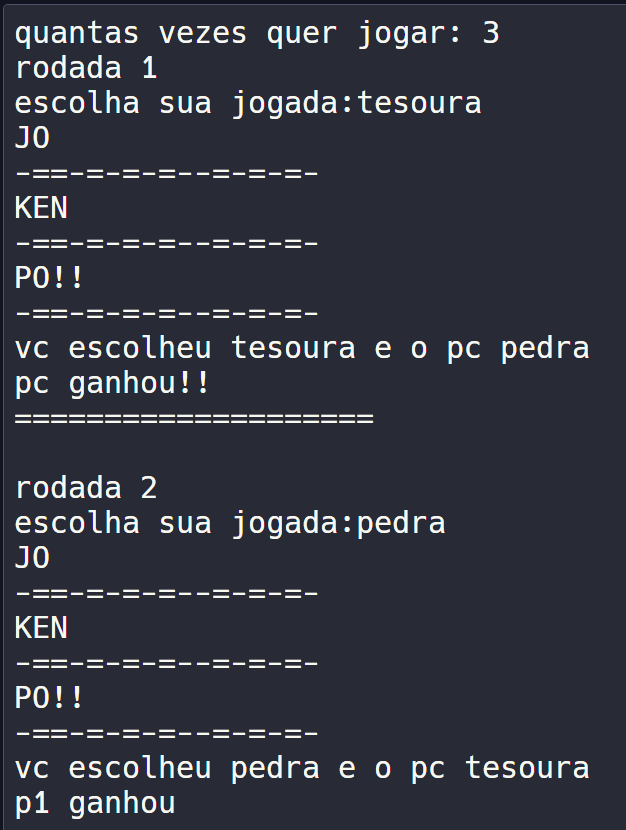 quantas vezes quer jogar: 3
rodada 1
escolha sua jogada:tesoura
JO
-==-=-=-=--=-=-=-
KEN
-==-=-=-=--=-=-=-
PO!!
-==-=-=-=--=-=-=-
vc escolheu tesoura e o pc pedra
pc ganhou!!
====================
rodada 2
escolha sua jogada:pedra
JO
-==-=-=-=--=-=-=-
KEN
-==-=-=-=--=-=-=-
PO!!
-==-=-=-=--=-=-=-
vc escolheu pedra e o pc tesoura
p1 ganhou